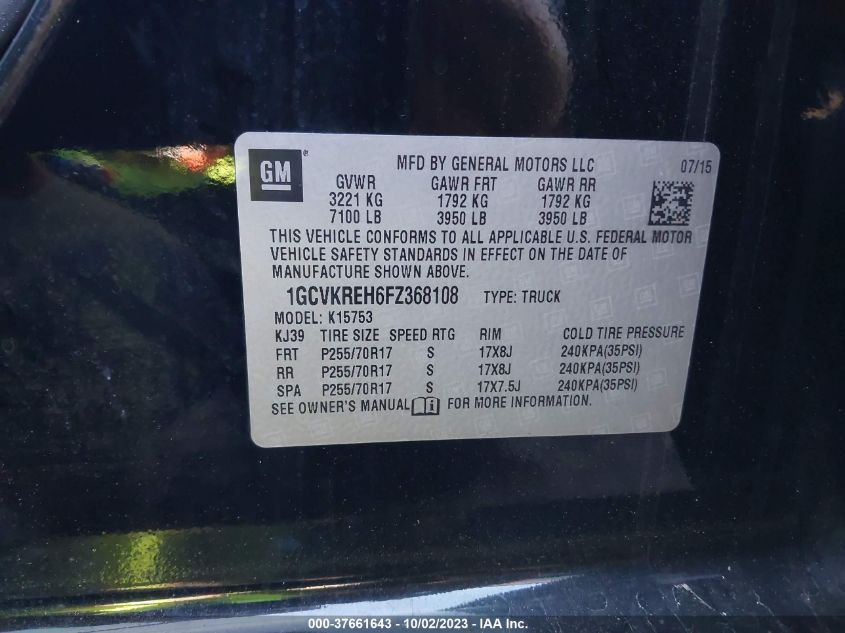 GM®
MFD BY GENERAL MOTORS LLC 07/15
GVWR GAWR FRT GAWR RR
3221 KG 1792 KG 1792 KG
7100 LB 3950 LB 3950 LB
THIS VEHICLE CONFORMS TO ALL APPLICABLE U.S. FEDERAL MOTOR
VEHICLE SAFETY STANDARDS IN EFFECT ON THE DATE OF
MANUFACTURE SHOWN ABOVE.
1GCVKREH6FZ368108 TYPE: TRUCK
MODEL: K15753
KJ39 TIRE SIZE SPEED RTG RIM COLD TIRE PRESSURE
FRT P255/70R17 S 17X8J 240KPA(35PSI)
RR P255/70R17 S 17X8J 240KPA(35PSI)
SPA P255/70R17 S 17X7.5J 240KPA(35PSI)
SEE OWNER'S MANUAL FOR MORE INFORMATION.
000-37661643 - 10/02/2023 - IAA Inc.